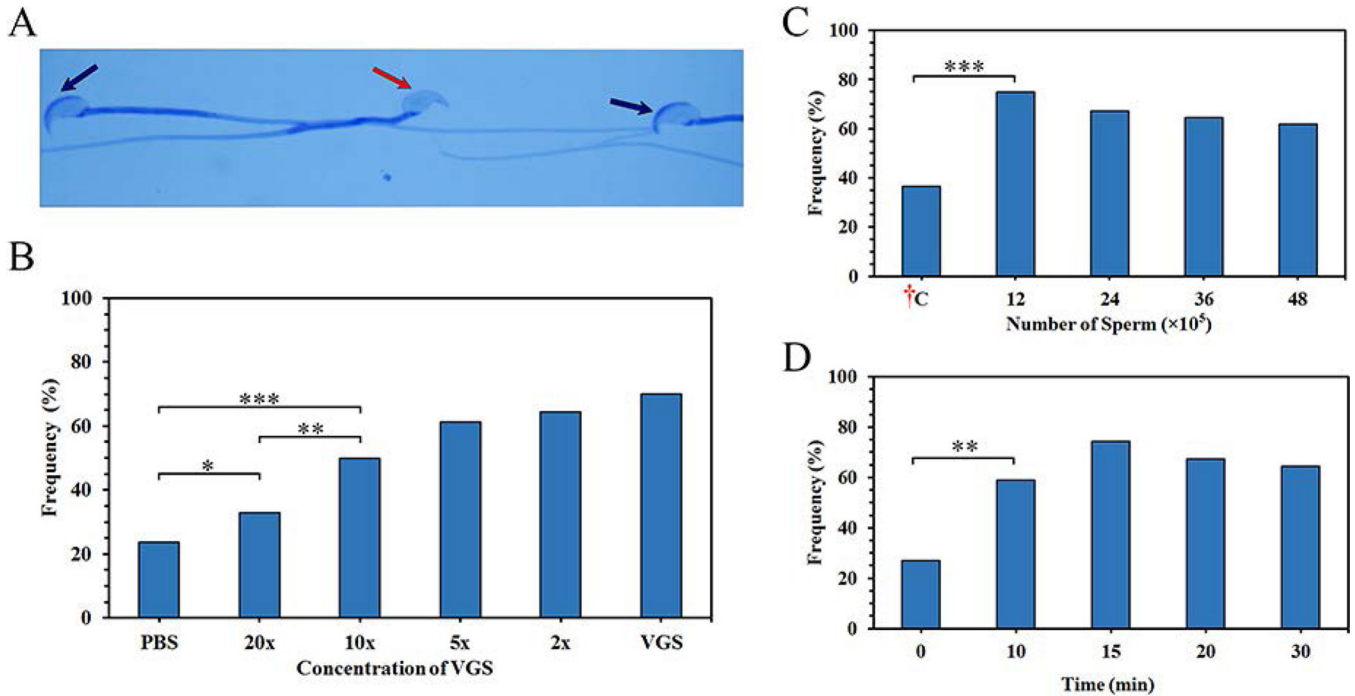 A
B
Frequency (%)
100
80
60
40
20
0
***
**
*
PBS 20x 10x 5x 2x VGS
Concentration of VGS
C
Frequency (%)
100
80
60
40
20
0
***
†C 12 24 36 48
Number of Sperm (×10⁵)
D
Frequency (%)
100
80
60
40
20
0
**
0 10 15 20 30
Time (min)